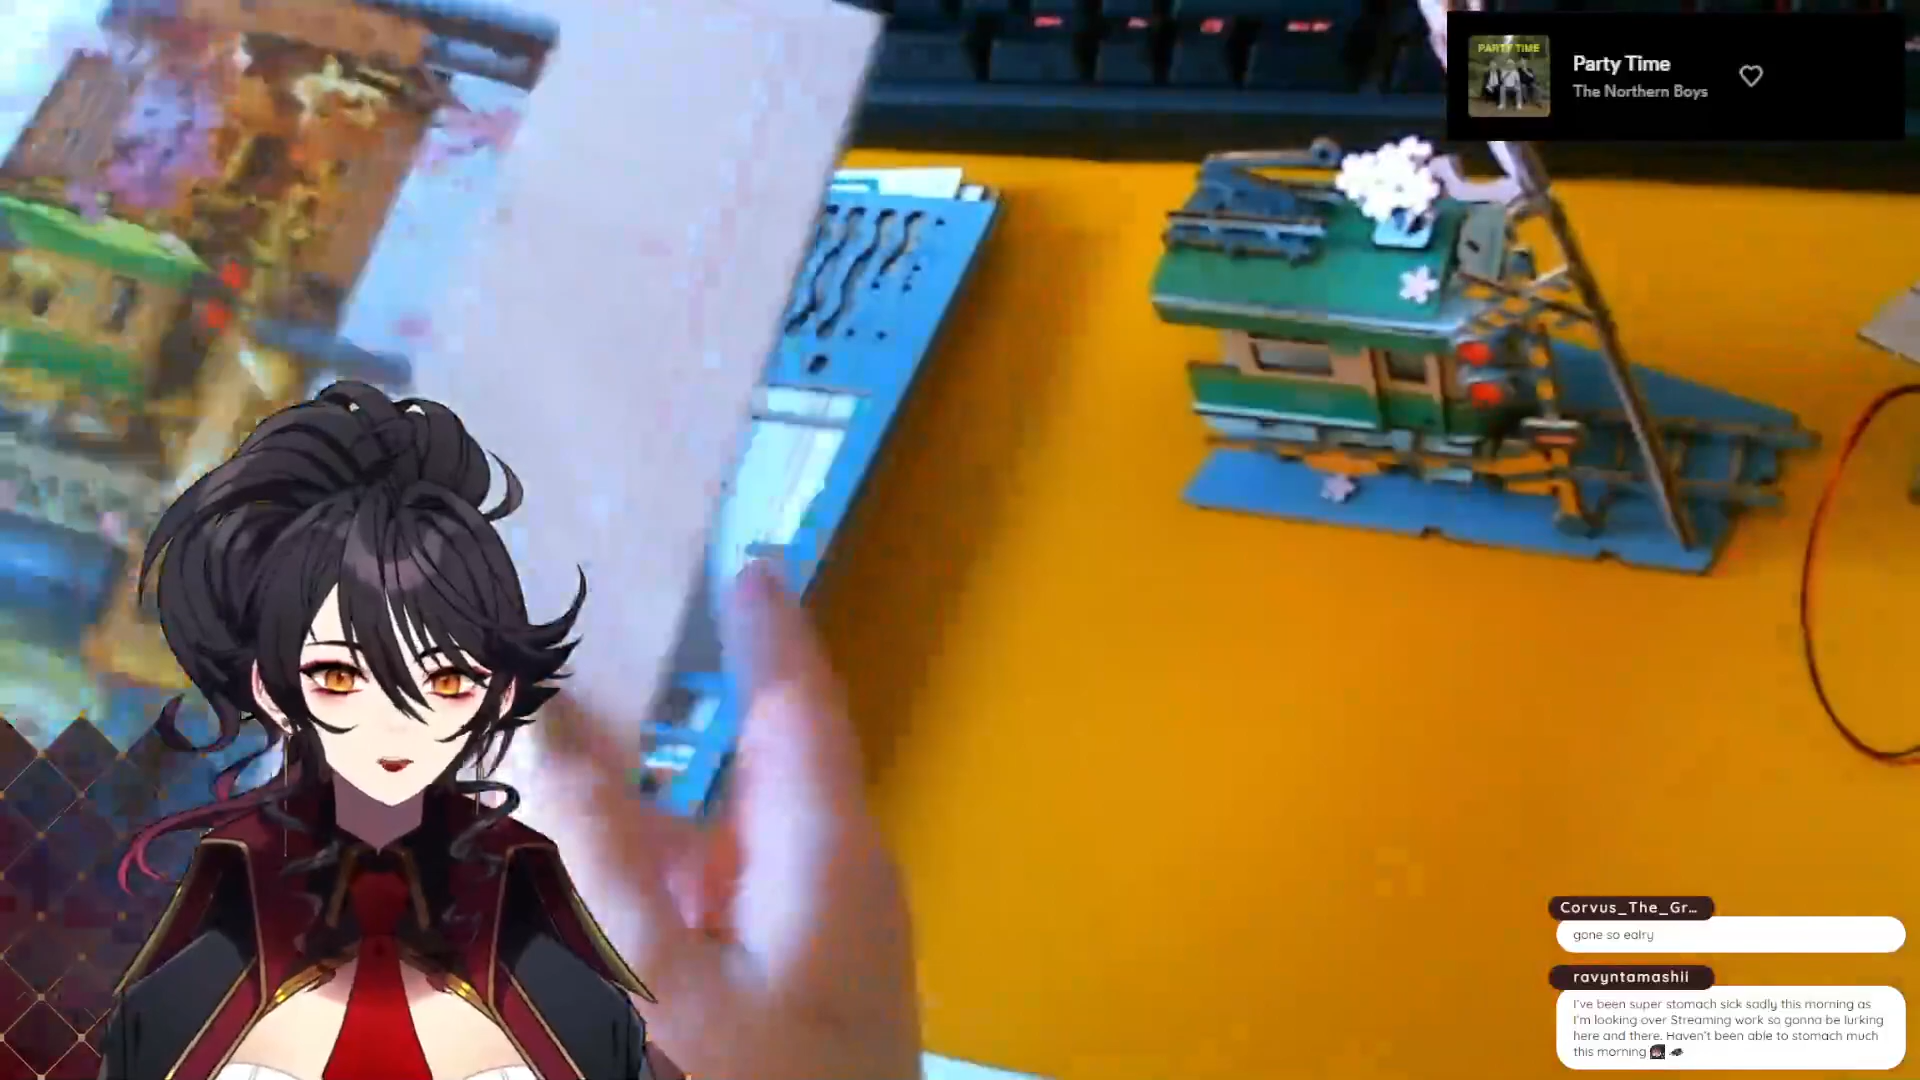 PARTY TIME
Party Time
The Northern Boys
Corvus_The_Gr...
gone so ealry
ravyntamashii
I've been super stomach sick sadly this morning as
I'm looking over Streaming work so gonna be lurking
here and there. Haven't been able to stomach much
this morning